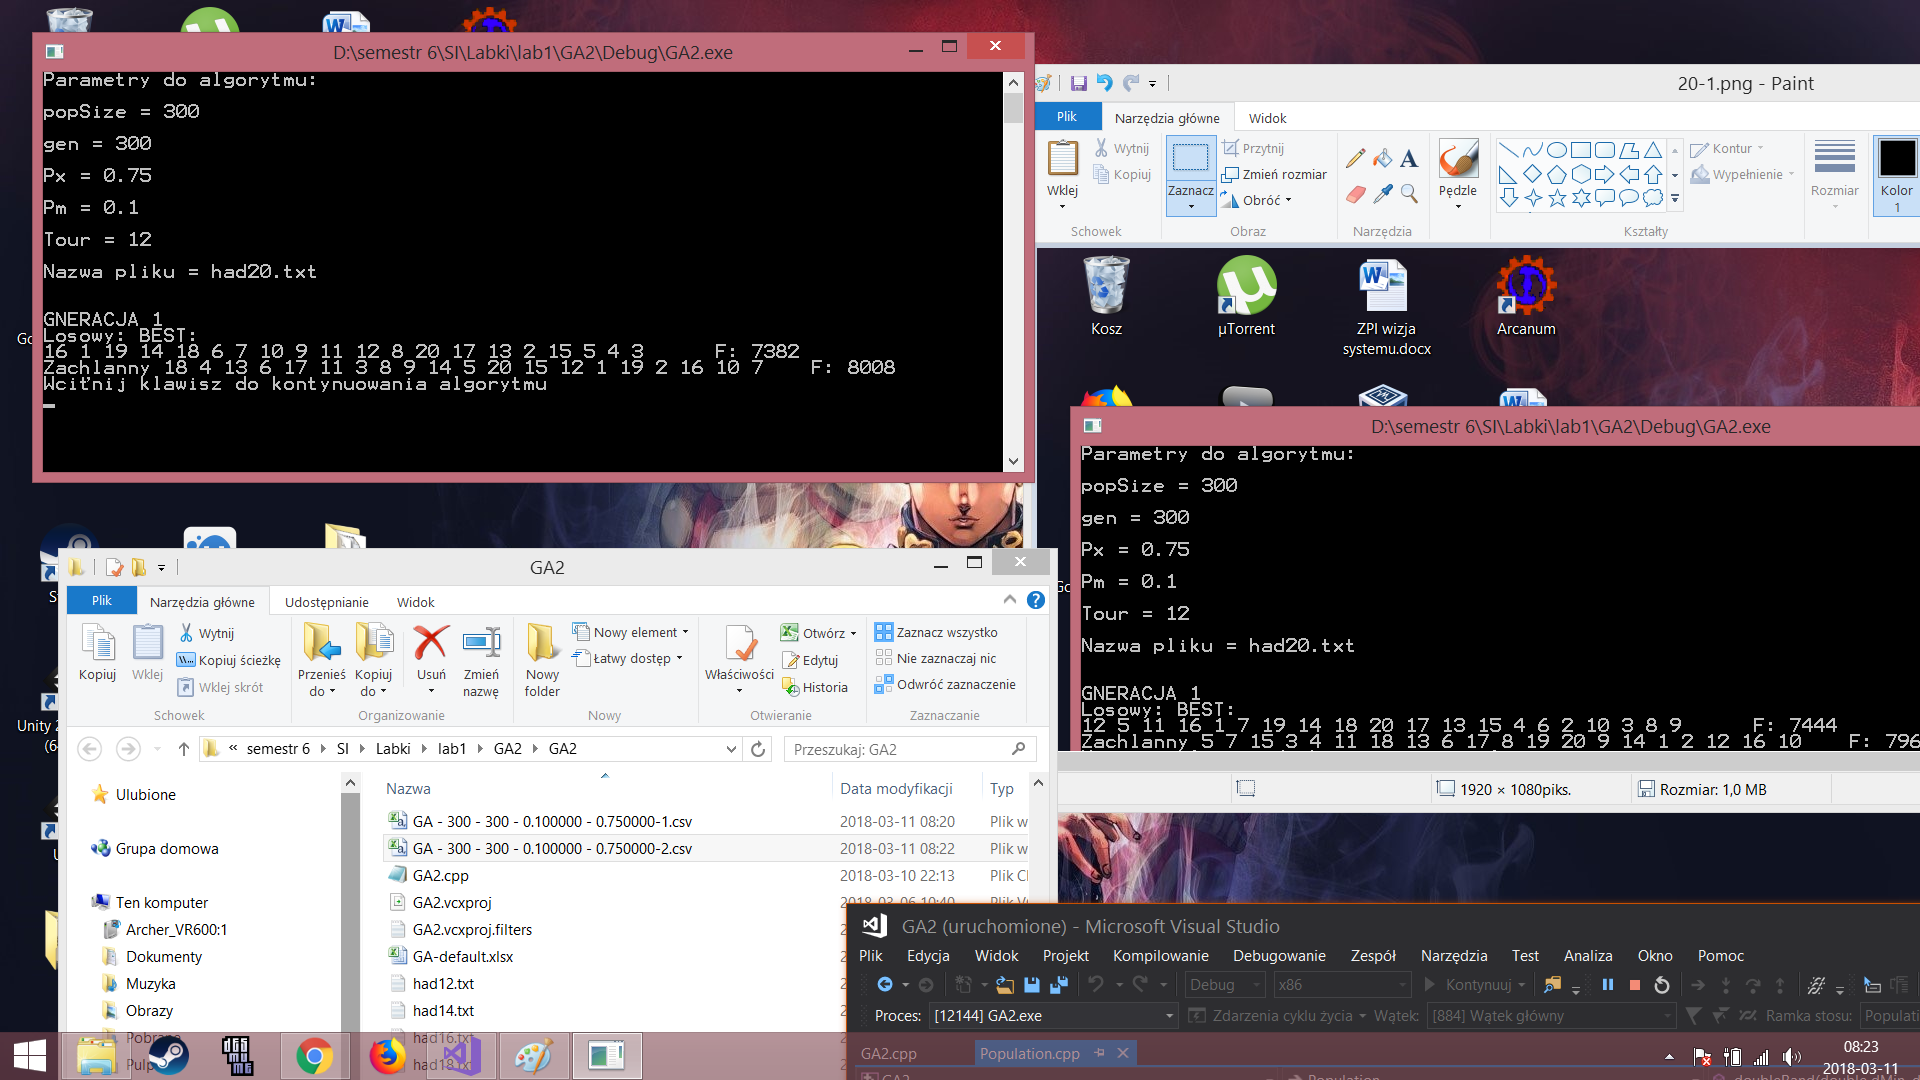 D:\semestr 6\SI\Labki\lab1\GA2\Debug\GA2.exe
Parametry do algorytmu:
popSize = 300
gen = 300
Px = 0.75
Pm = 0.1
Tour = 12
Nazwa pliku = had20.txt
GNERACJA 1
Losowy: BEST:
16 1 19 14 18 6 7 10 9 11 12 8 20 17 13 2 15 5 4 3 F: 7382
Zachlanny 18 4 13 6 17 11 3 8 9 14 5 20 15 12 1 19 2 16 10 7 F: 8008
Wciťnij klawisz do kontynuowania algorytmu
20-1.png - Paint
Plik Narzędzia główne Widok
Wklej Wytnij Kopiuj
Schowek
Zaznacz Przytnij Zmień rozmiar Obróć
Obraz
Narzędzia
Pędzle
Kształty
Kontur
Wypełnienie
Rozmiar
Kolor 1
Kosz
µTorrent
ZPI wizja systemu.docx
Arcanum
D:\semestr 6\SI\Labki\lab1\GA2\Debug\GA2.exe
Parametry do algorytmu:
popSize = 300
gen = 300
Px = 0.75
Pm = 0.1
Tour = 12
Nazwa pliku = had20.txt
GNERACJA 1
Losowy: BEST:
12 5 11 16 1 7 19 14 18 20 17 13 15 4 6 2 10 3 8 9 F: 7444
Zachlanny 5 7 15 3 4 11 18 13 6 17 8 19 20 9 14 1 2 12 16 10 F: 796
1920 × 1080piks.
Rozmiar: 1,0 MB
GA2
Plik Narzędzia główne Udostępnianie Widok
Kopiuj Wklej Wytnij
Kopiuj ścieżkę
Wklej skrót
Schowek
Przenieś do
Kopiuj do
Usuń
Zmień nazwę
Organizowanie
Nowy folder
Nowy element
Łatwy dostęp
Nowy
Właściwości
Otwórz
Edytuj
Historia
Otwieranie
Zaznacz wszystko
Nie zaznaczaj nic
Odwróć zaznaczenie
Zaznaczanie
« semestr 6 SI Labki lab1 GA2 GA2
Przeszukaj: GA2
Nazwa Data modyfikacji Typ
GA - 300 - 300 - 0.100000 - 0.750000-1.csv 2018-03-11 08:20 Plik w
GA - 300 - 300 - 0.100000 - 0.750000-2.csv 2018-03-11 08:22 Plik w
GA2.cpp 2018-03-10 22:13 Plik C
GA2.vcxproj 2018-03-06 10:40 Plik V
GA2.vcxproj.filters
GA-default.xlsx
had12.txt
had14.txt
had16.txt
had18.txt
Ulubione
Grupa domowa
Ten komputer
Archer_VR600:1
Dokumenty
Muzyka
Obrazy
Pobrane
Pulp
Unity 2
GA2 (uruchomione) - Microsoft Visual Studio
Plik Edycja Widok Projekt Kompilowanie Debugowanie Zespół Narzędzia Test Analiza Okno Pomoc
Debug x86 Kontynuuj
Proces: [12144] GA2.exe Zdarzenia cyklu życia Wątek: [884] Wątek główny Ramka stosu: Populati
GA2.cpp Population.cpp
08:23
2018-03-11